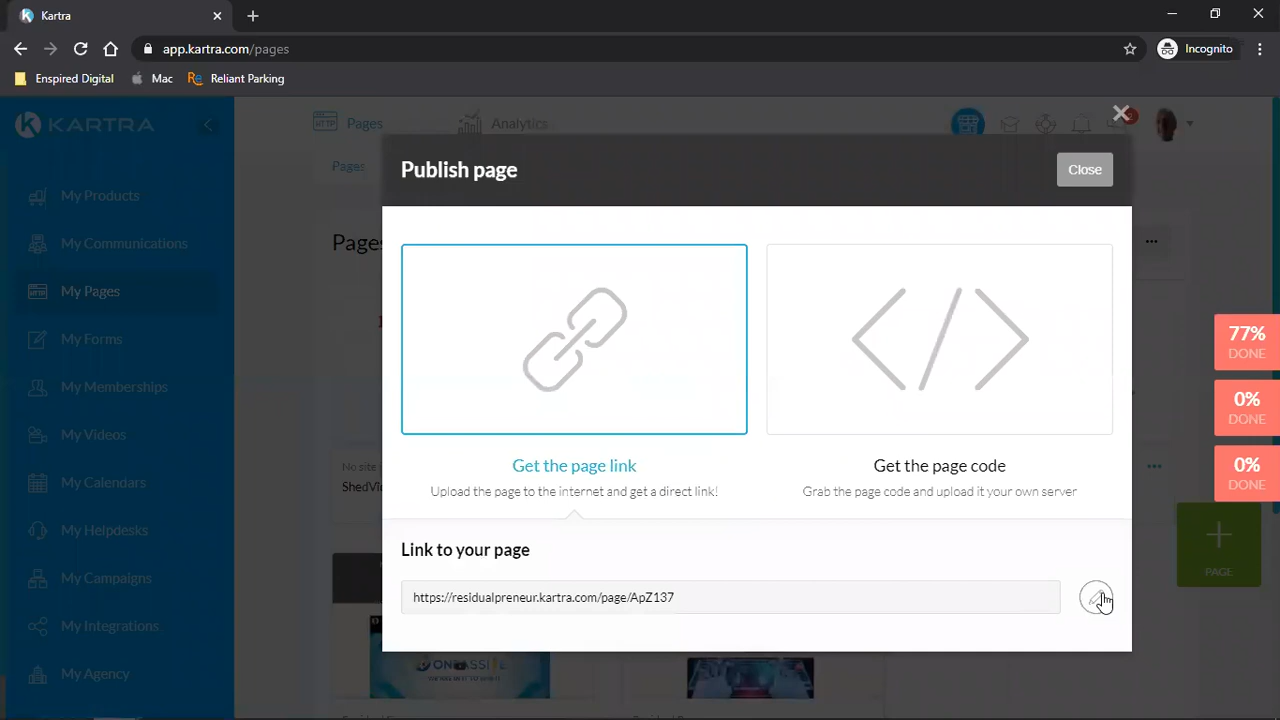 Kartra
app.kartra.com/pages
Incognito
Enspired Digital
Mac
Reliant Parking
KARTRA
Pages
Analytics
Publish page
Close
Pages
My Products
My Communications
My Pages
My Forms
My Memberships
My Videos
My Calendars
My Helpdesks
My Campaigns
My Integrations
My Agency
Pages
Get the page link
Upload the page to the internet and get a direct link!
Get the page code
Grab the page code and upload it your own server
77%
DONE
0%
DONE
0%
DONE
No site
ShedVi
PAGE
Link to your page
https://residualpreneur.kartra.com/page/ApZ137